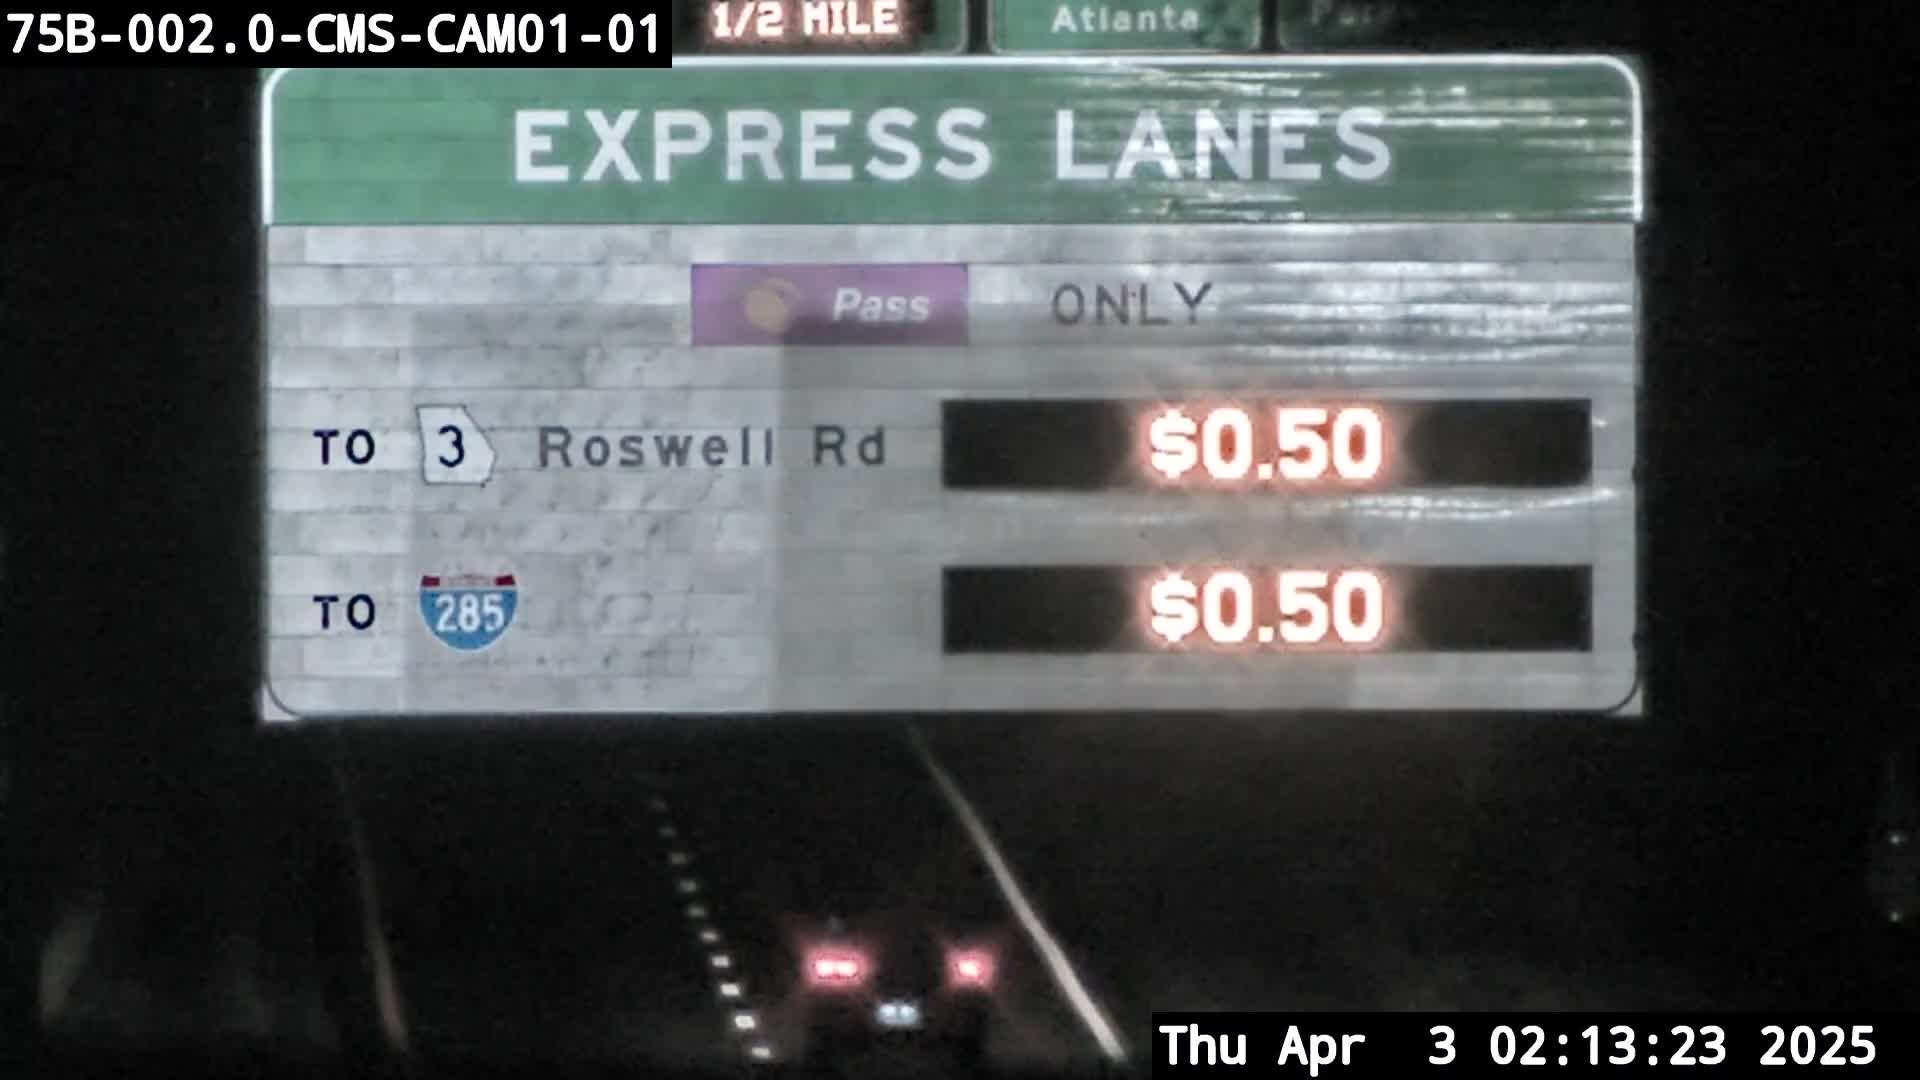 75B-002.0-CMS-CAM01-01
1/2 MILE
Atlanta
EXPRESS LANES
Pass ONLY
TO 3 Roswell Rd $0.50
TO 285 $0.50
Thu Apr 3 02:13:23 2025